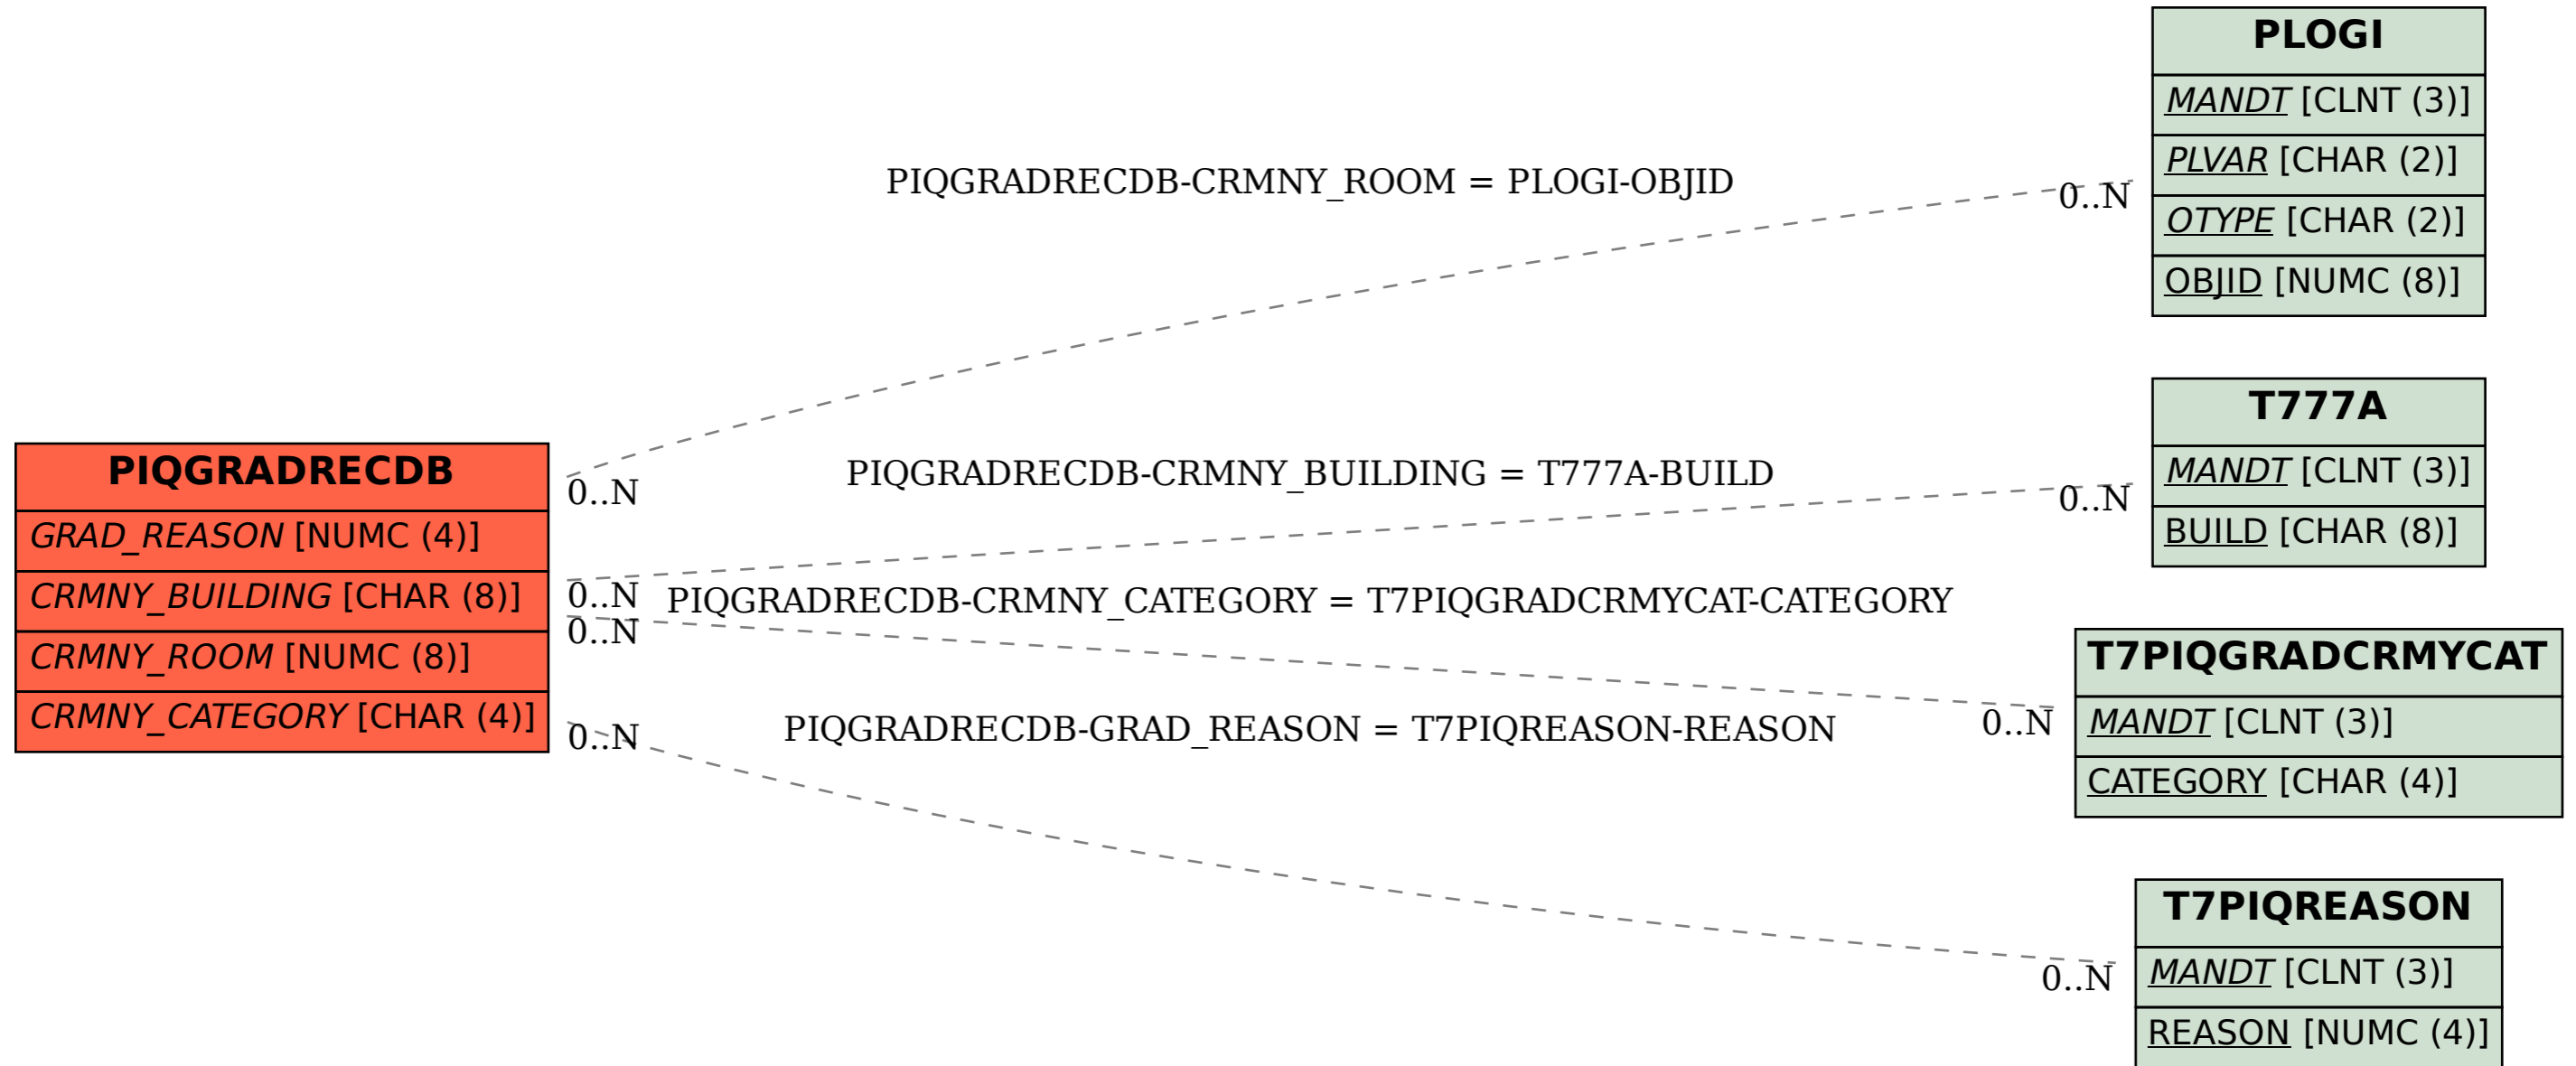 PLOGI
MANDT [CLNT (3)]
PLVAR [CHAR (2)]
OTYPE [CHAR (2)]
OBJID [NUMC (8)]
PIQGRADRECDB-CRMNY_ROOM = PLOGI-OBJID
0..N
0..N
T777A
MANDT [CLNT (3)]
BUILD [CHAR (8)]
PIQGRADRECDB-CRMNY_BUILDING = T777A-BUILD
0..N
0..N
PIQGRADRECDB
GRAD_REASON [NUMC (4)]
CRMNY_BUILDING [CHAR (8)]
CRMNY_ROOM [NUMC (8)]
CRMNY_CATEGORY [CHAR (4)]
PIQGRADRECDB-CRMNY_CATEGORY = T7PIQGRADCRMYCAT-CATEGORY
0..N
0..N
T7PIQGRADCRMYCAT
MANDT [CLNT (3)]
CATEGORY [CHAR (4)]
PIQGRADRECDB-GRAD_REASON = T7PIQREASON-REASON
0..N
0..N
T7PIQREASON
MANDT [CLNT (3)]
REASON [NUMC (4)]